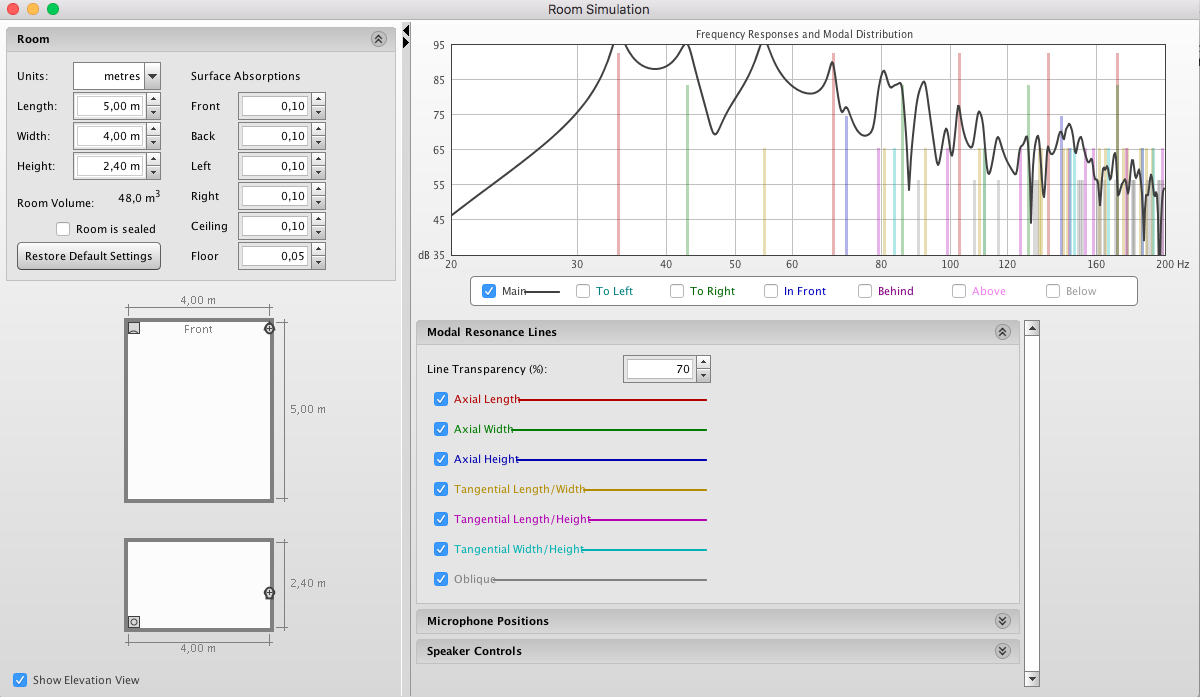 Room Simulation
Room
Units: metres
Surface Absorptions
Length: 5,00 m
Front 0,10
Width: 4,00 m
Back 0,10
Height: 2,40 m
Left 0,10
Room Volume: 48,0 m³
Right 0,10
Room is sealed
Ceiling 0,10
Restore Default Settings
Floor 0,05
4,00 m
Front
5,00 m
2,40 m
4,00 m
Show Elevation View
Frequency Responses and Modal Distribution
95
85
75
65
55
45
dB 35
20 30 40 50 60 80 100 120 160 200 Hz
Main To Left To Right In Front Behind Above Below
Modal Resonance Lines
Line Transparency (%): 70
Axial Length
Axial Width
Axial Height
Tangential Length/Width
Tangential Length/Height
Tangential Width/Height
Oblique
Microphone Positions
Speaker Controls